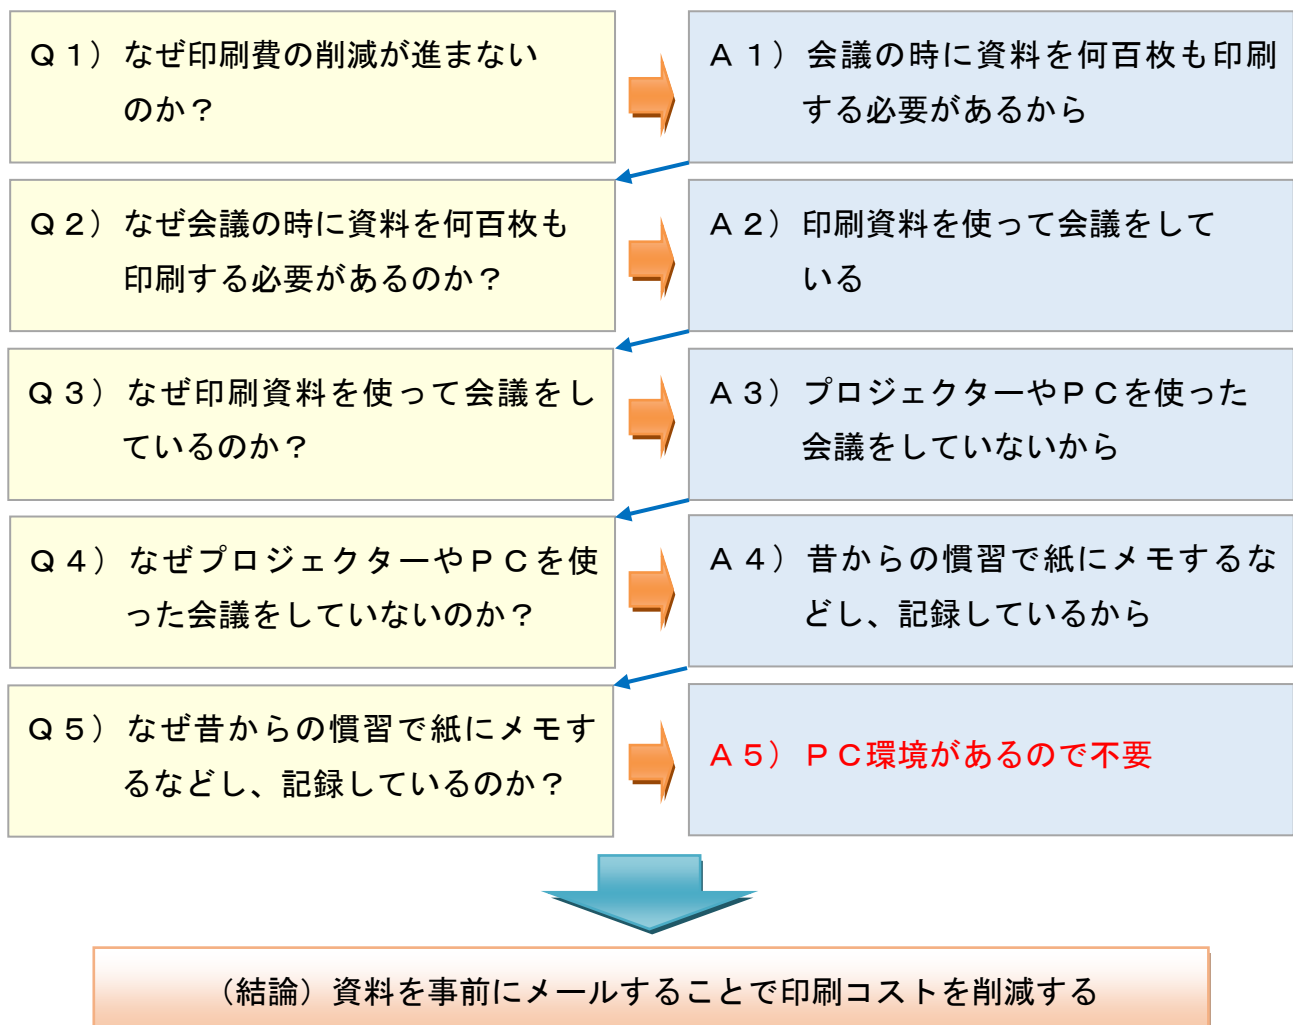 Ｑ１）なぜ印刷費の削減が進まない
のか？
Ａ１）会議の時に資料を何百枚も印刷
する必要があるから
Ｑ２）なぜ会議の時に資料を何百枚も
印刷する必要があるのか？
Ａ２）印刷資料を使って会議をして
いる
Ｑ３）なぜ印刷資料を使って会議をし
ているのか？
Ａ３）プロジェクターやＰＣを使った
会議をしていないから
Ｑ４）なぜプロジェクターやＰＣを使
った会議をしていないのか？
Ａ４）昔からの慣習で紙にメモするな
どし、記録しているから
Ｑ５）なぜ昔からの慣習で紙にメモす
るなどし、記録しているのか？
Ａ５）ＰＣ環境があるので不要
（結論）資料を事前にメールすることで印刷コストを削減する